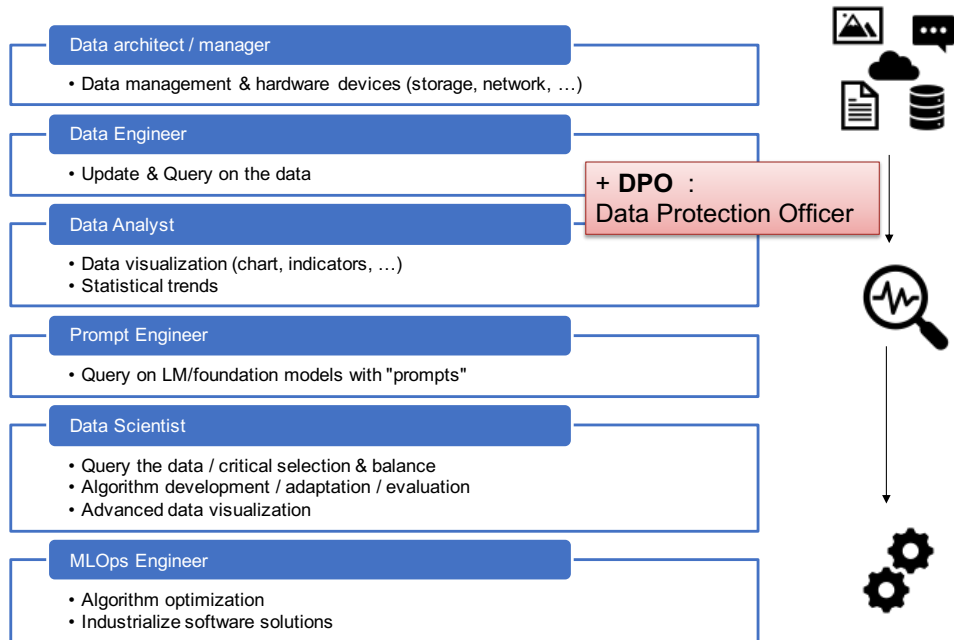 Data architect / manager
• Data management & hardware devices (storage, network, …)
Data Engineer
• Update & Query on the data
+ DPO :
Data Protection Officer
Data Analyst
• Data visualization (chart, indicators, …)
• Statistical trends
Prompt Engineer
• Query on LM/foundation models with "prompts"
Data Scientist
• Query the data / critical selection & balance
• Algorithm development / adaptation / evaluation
• Advanced data visualization
MLOps Engineer
• Algorithm optimization
• Industrialize software solutions